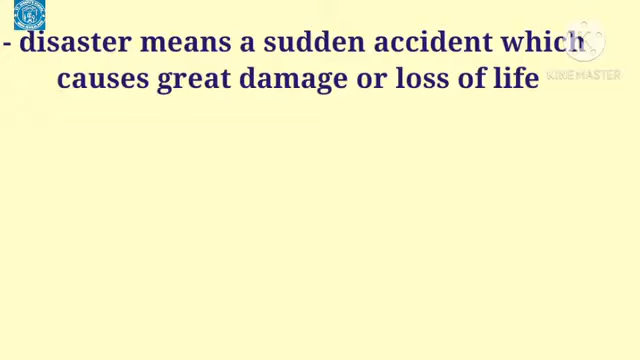 - disaster means a sudden accident which
causes great damage or loss of life
KINEMASTER